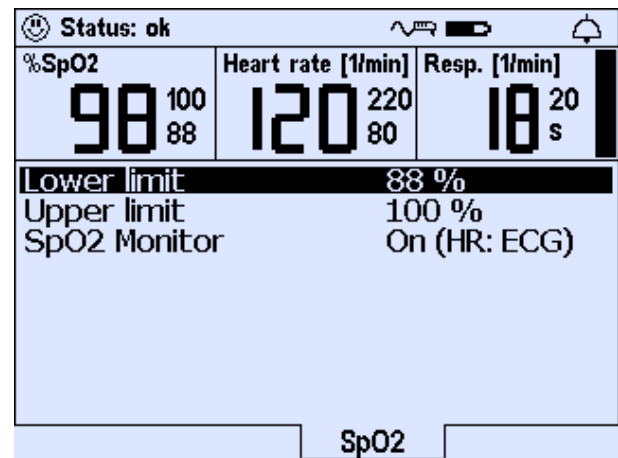 Status: ok
%SpO2 Heart rate [1/min] Resp. [1/min]
98 100 88 120 220 80 18 20 s
Lower limit 88 %
Upper limit 100 %
SpO2 Monitor On (HR: ECG)
SpO2